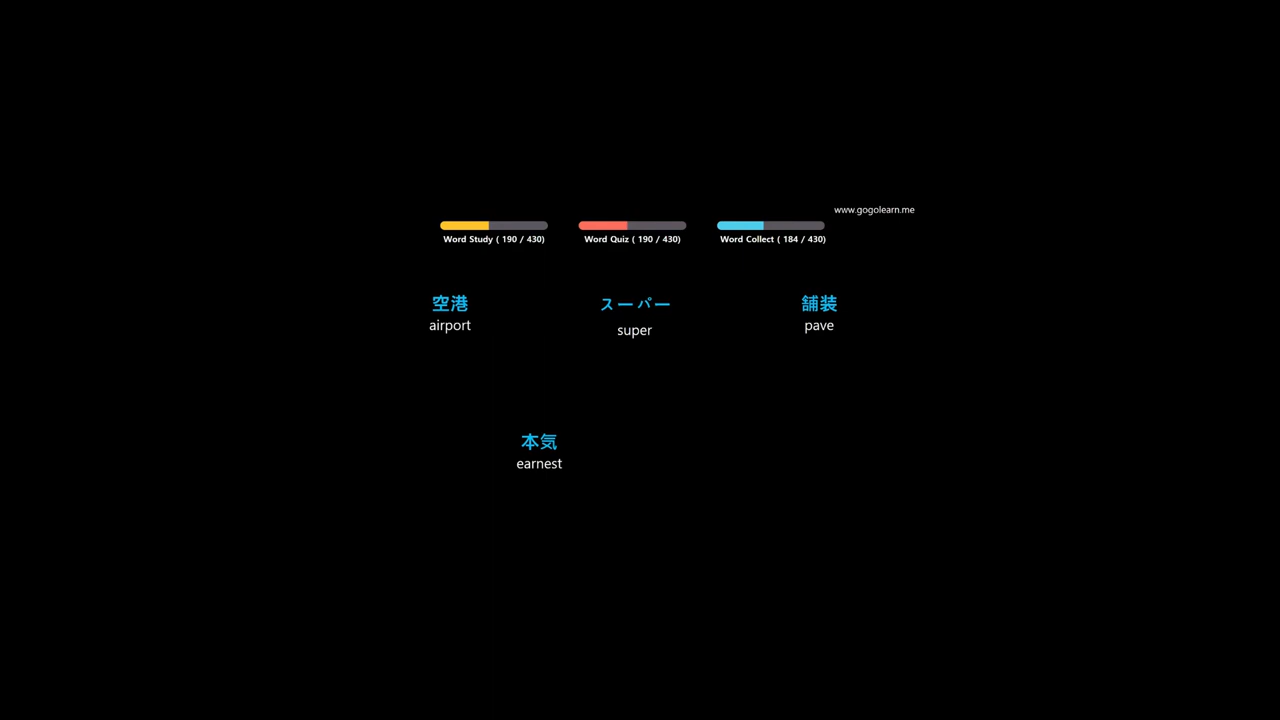 www.gogolearn.me
Word Study ( 190 / 430)
Word Quiz ( 190 / 430)
Word Collect ( 184 / 430)
空港
airport
スーパー
super
舗装
pave
本気
earnest